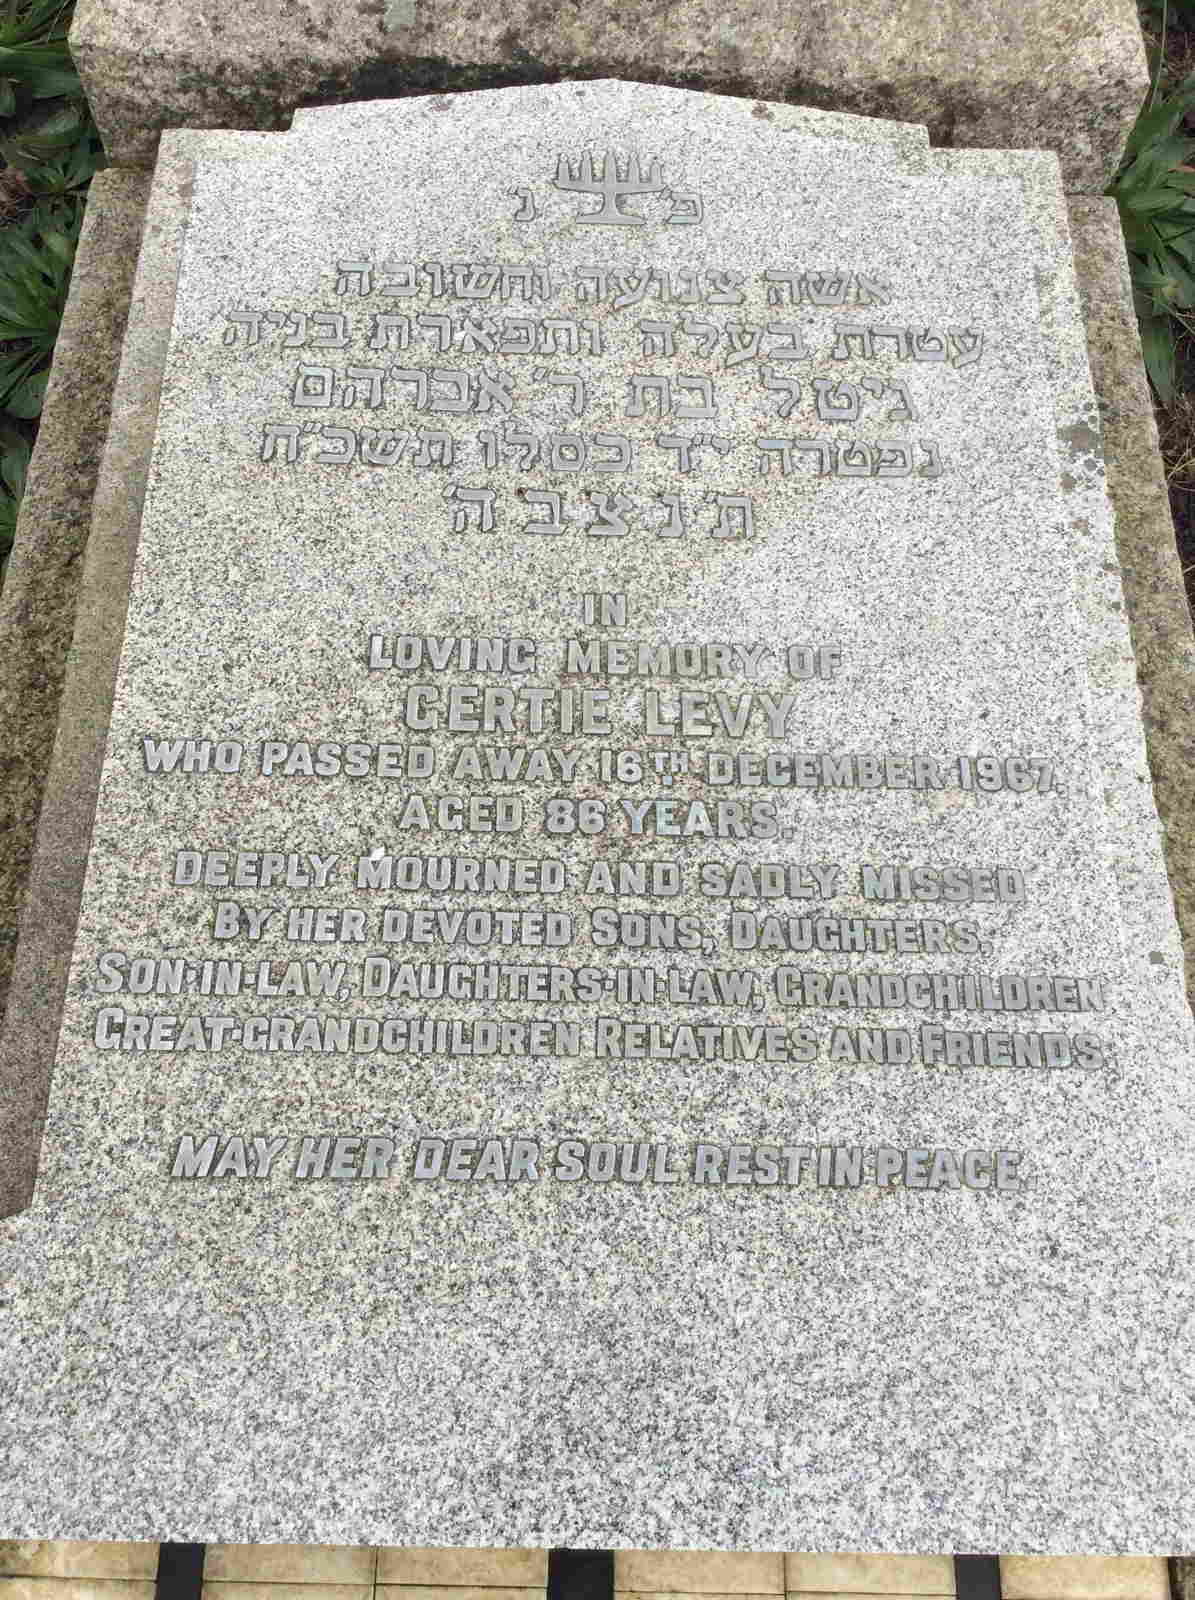 פ' נ'
אשה צנועה וחשובה
עטרת בעלה ותפארת בניה'
גיטל בת ר' אברהם
נפטרה י"ד כסלו תשכ"ח
ת' נ צ ב ה'
IN
LOVING MEMORY OF
GERTIE LEVY
WHO PASSED AWAY 16TH DECEMBER 1967.
AGED 86 YEARS.
DEEPLY MOURNED AND SADLY MISSED
BY HER DEVOTED SONS, DAUGHTERS,
SON-IN-LAW, DAUGHTERS-IN-LAW, GRANDCHILDREN
GREAT-GRANDCHILDREN RELATIVES AND FRIENDS.
MAY HER DEAR SOUL REST IN PEACE.